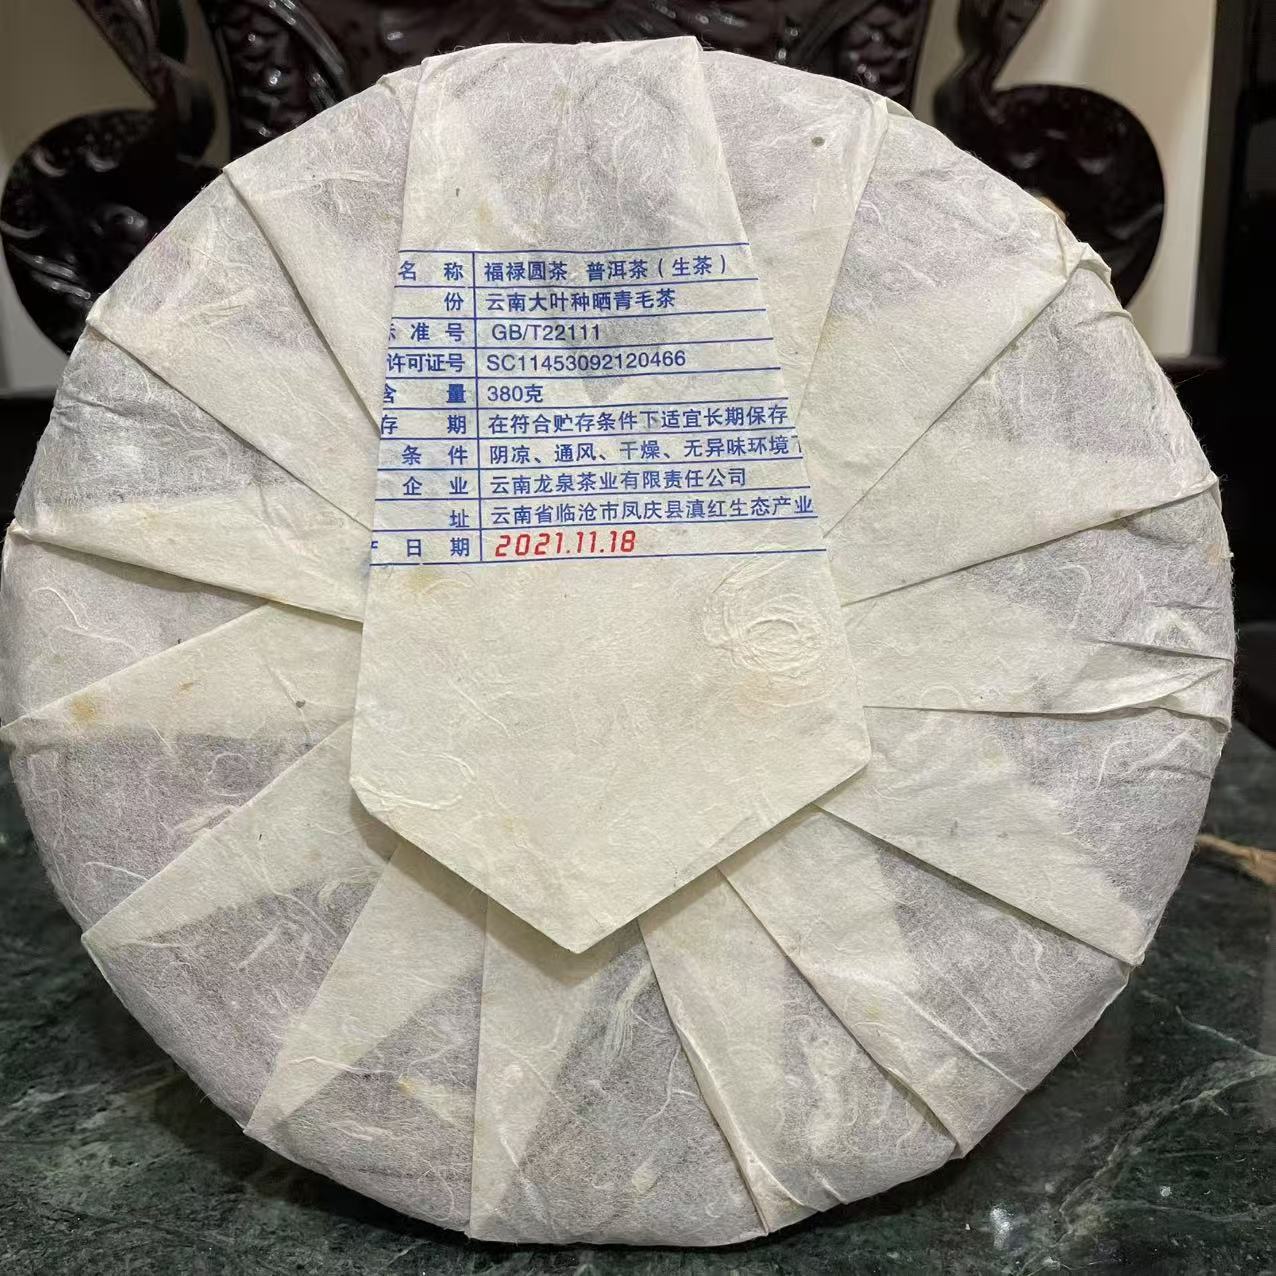 名 称 福禄圆茶 普洱茶（生茶）
份 云南大叶种晒青毛茶
准 号 GB/T22111
许可证号 SC11453092120466
含 量 380克
存 期 在符合贮存条件下适宜长期保存
条 件 阴凉、通风、干燥、无异味环境下
企 业 云南龙泉茶业有限责任公司
址 云南省临沧市凤庆县滇红生态产业
产 日 期 2021.11.18